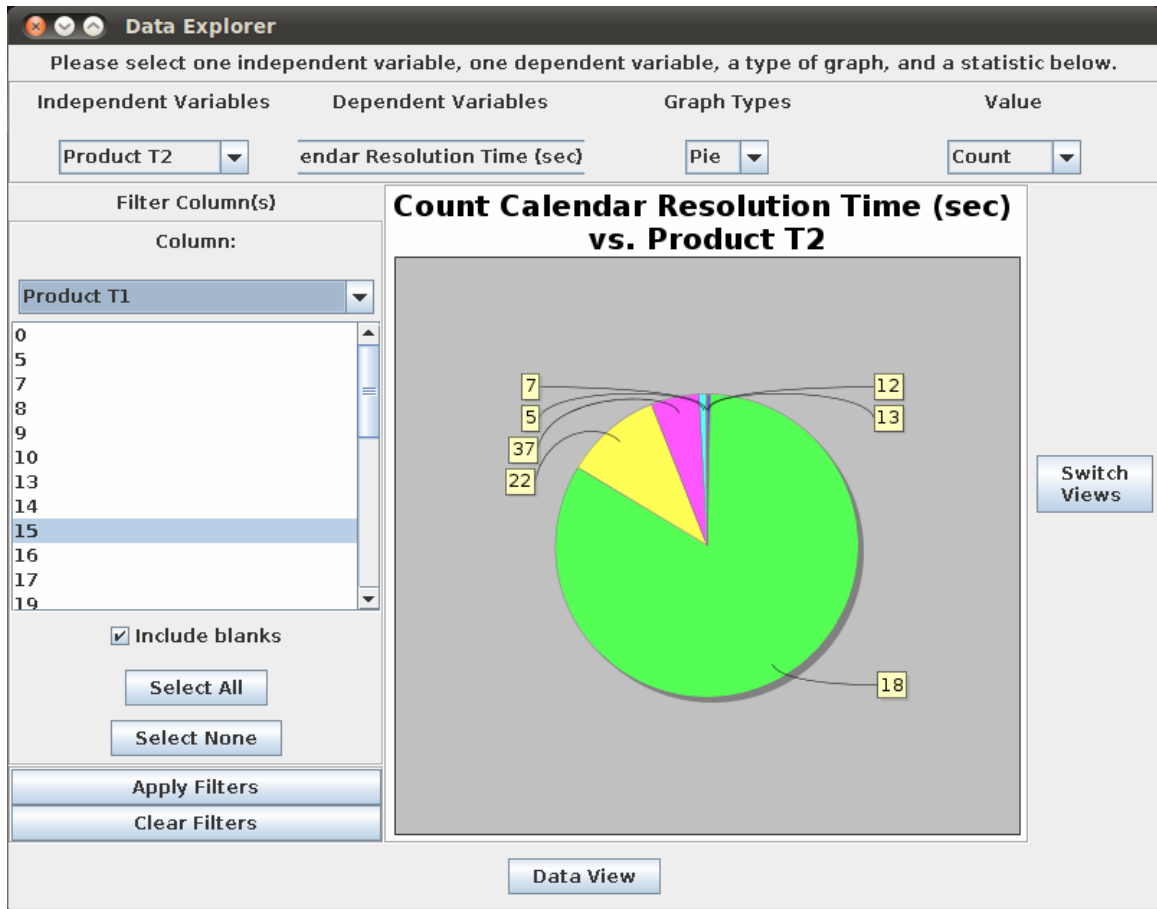 Data Explorer
Please select one independent variable, one dependent variable, a type of graph, and a statistic below.
Independent Variables Dependent Variables Graph Types Value
Product T2 endar Resolution Time (sec) Pie Count
Filter Column(s)
Column:
Product T1
0
5
7
8
9
10
13
14
15
16
17
19
Include blanks
Select All
Select None
Apply Filters
Clear Filters
Count Calendar Resolution Time (sec)
vs. Product T2
7
5
37
22
12
13
18
Switch
Views
Data View